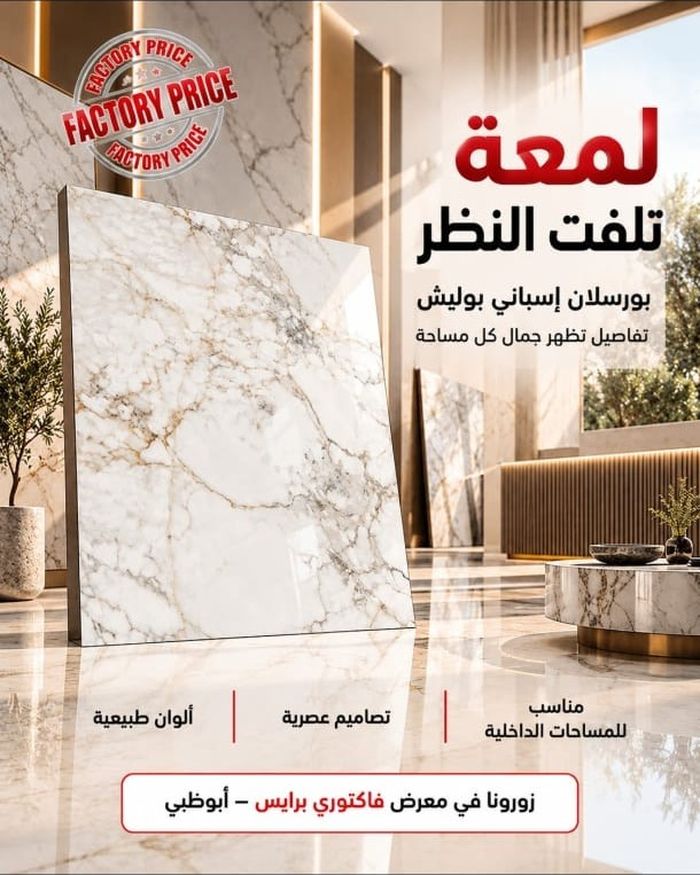 FACTORY PRICE
FACTORY PRICE
FACTORY PRICE
لمعة
تلفت النظر
بورسلان إسباني بوليش
تفاصيل تظهر جمال كل مساحة
مناسب
للمساحات الداخلية
تصاميم عصرية
ألوان طبيعية
زورونا في معرض فاكتوري برايس – أبوظبي